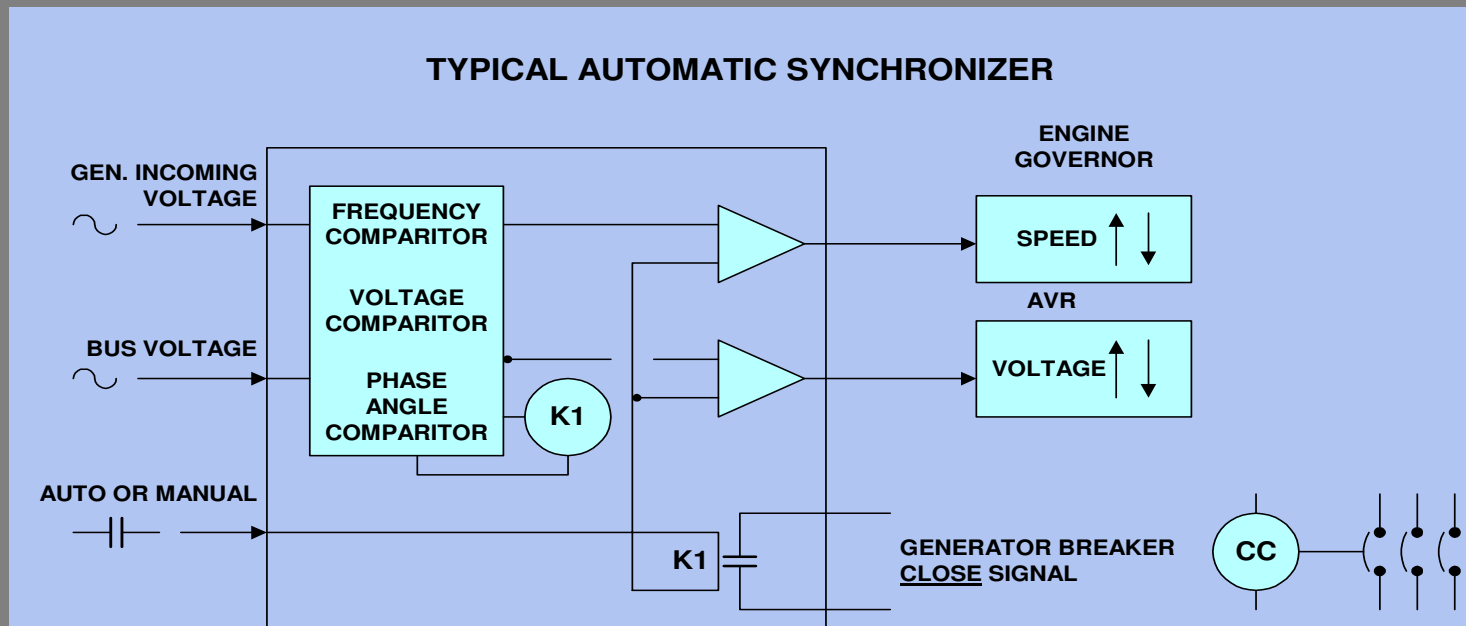 TYPICAL AUTOMATIC SYNCHRONIZER
ENGINE
GOVERNOR
GEN. INCOMING
VOLTAGE
FREQUENCY
COMPARITOR
SPEED
AVR
VOLTAGE
COMPARITOR
BUS VOLTAGE
VOLTAGE
PHASE
ANGLE
COMPARITOR
K1
AUTO OR MANUAL
K1
GENERATOR BREAKER
CLOSE SIGNAL
CC